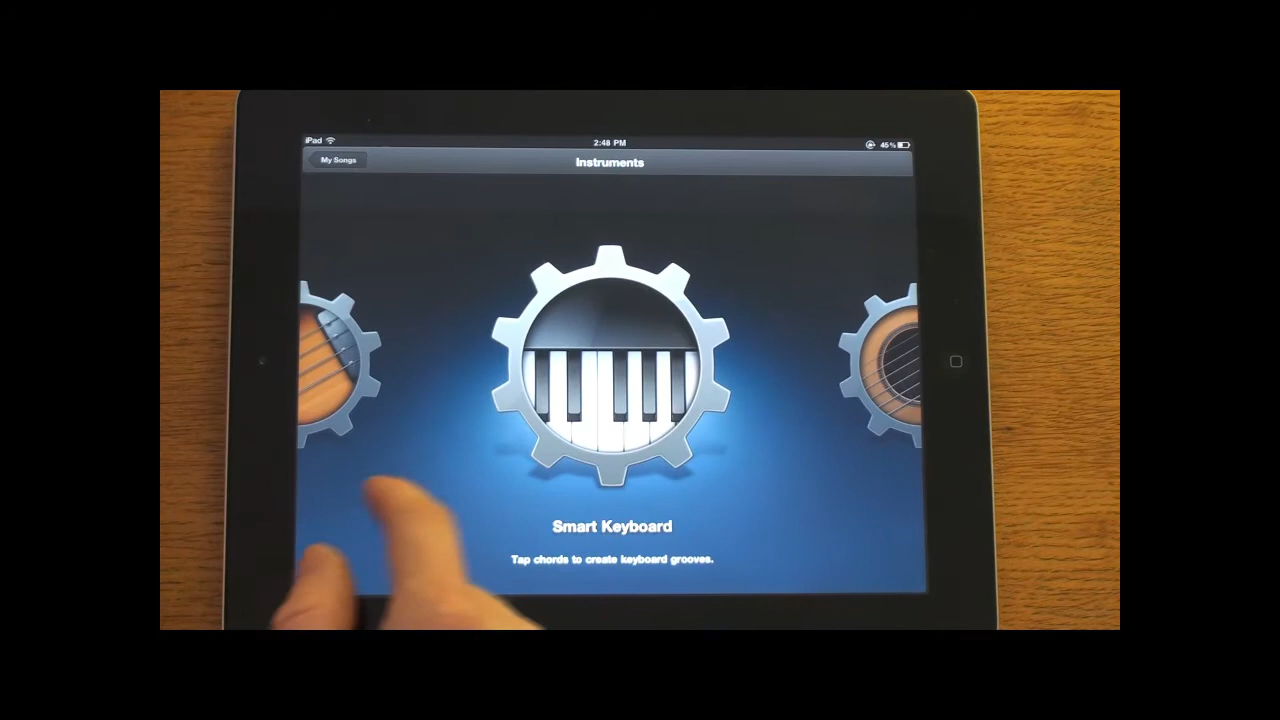 iPad
2:48 PM
45%
My Songs
Instruments
Smart Keyboard
Tap chords to create keyboard grooves.